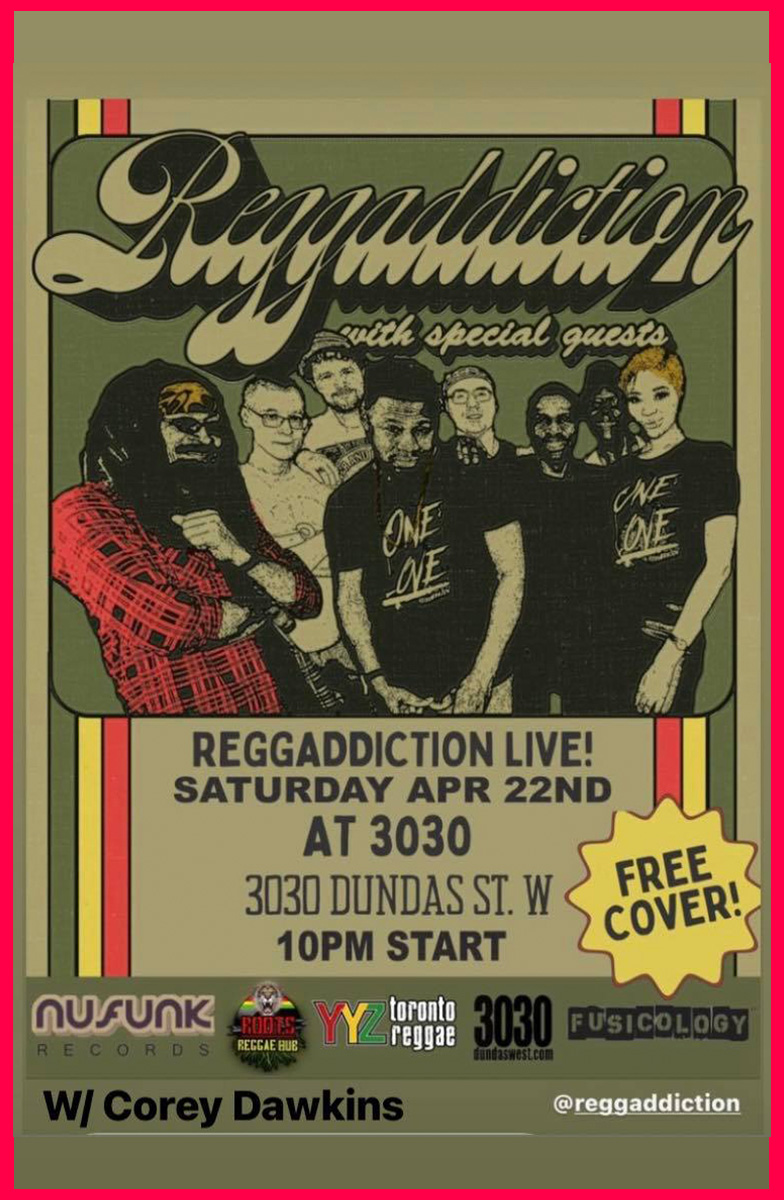 Reggaddiction
with special guests
ONE
LOVE
ONE
LOVE
REGGADDICTION LIVE!
SATURDAY APR 22ND
AT 3030
3030 DUNDAS ST. W
10PM START
FREE
COVER!
NUFUNK
RECORDS
ROOTS
REGGAE HUB
YYZ toronto
reggae
3030
dundaswest.com
FUSICOLOGY
W/ Corey Dawkins
@reggaddiction